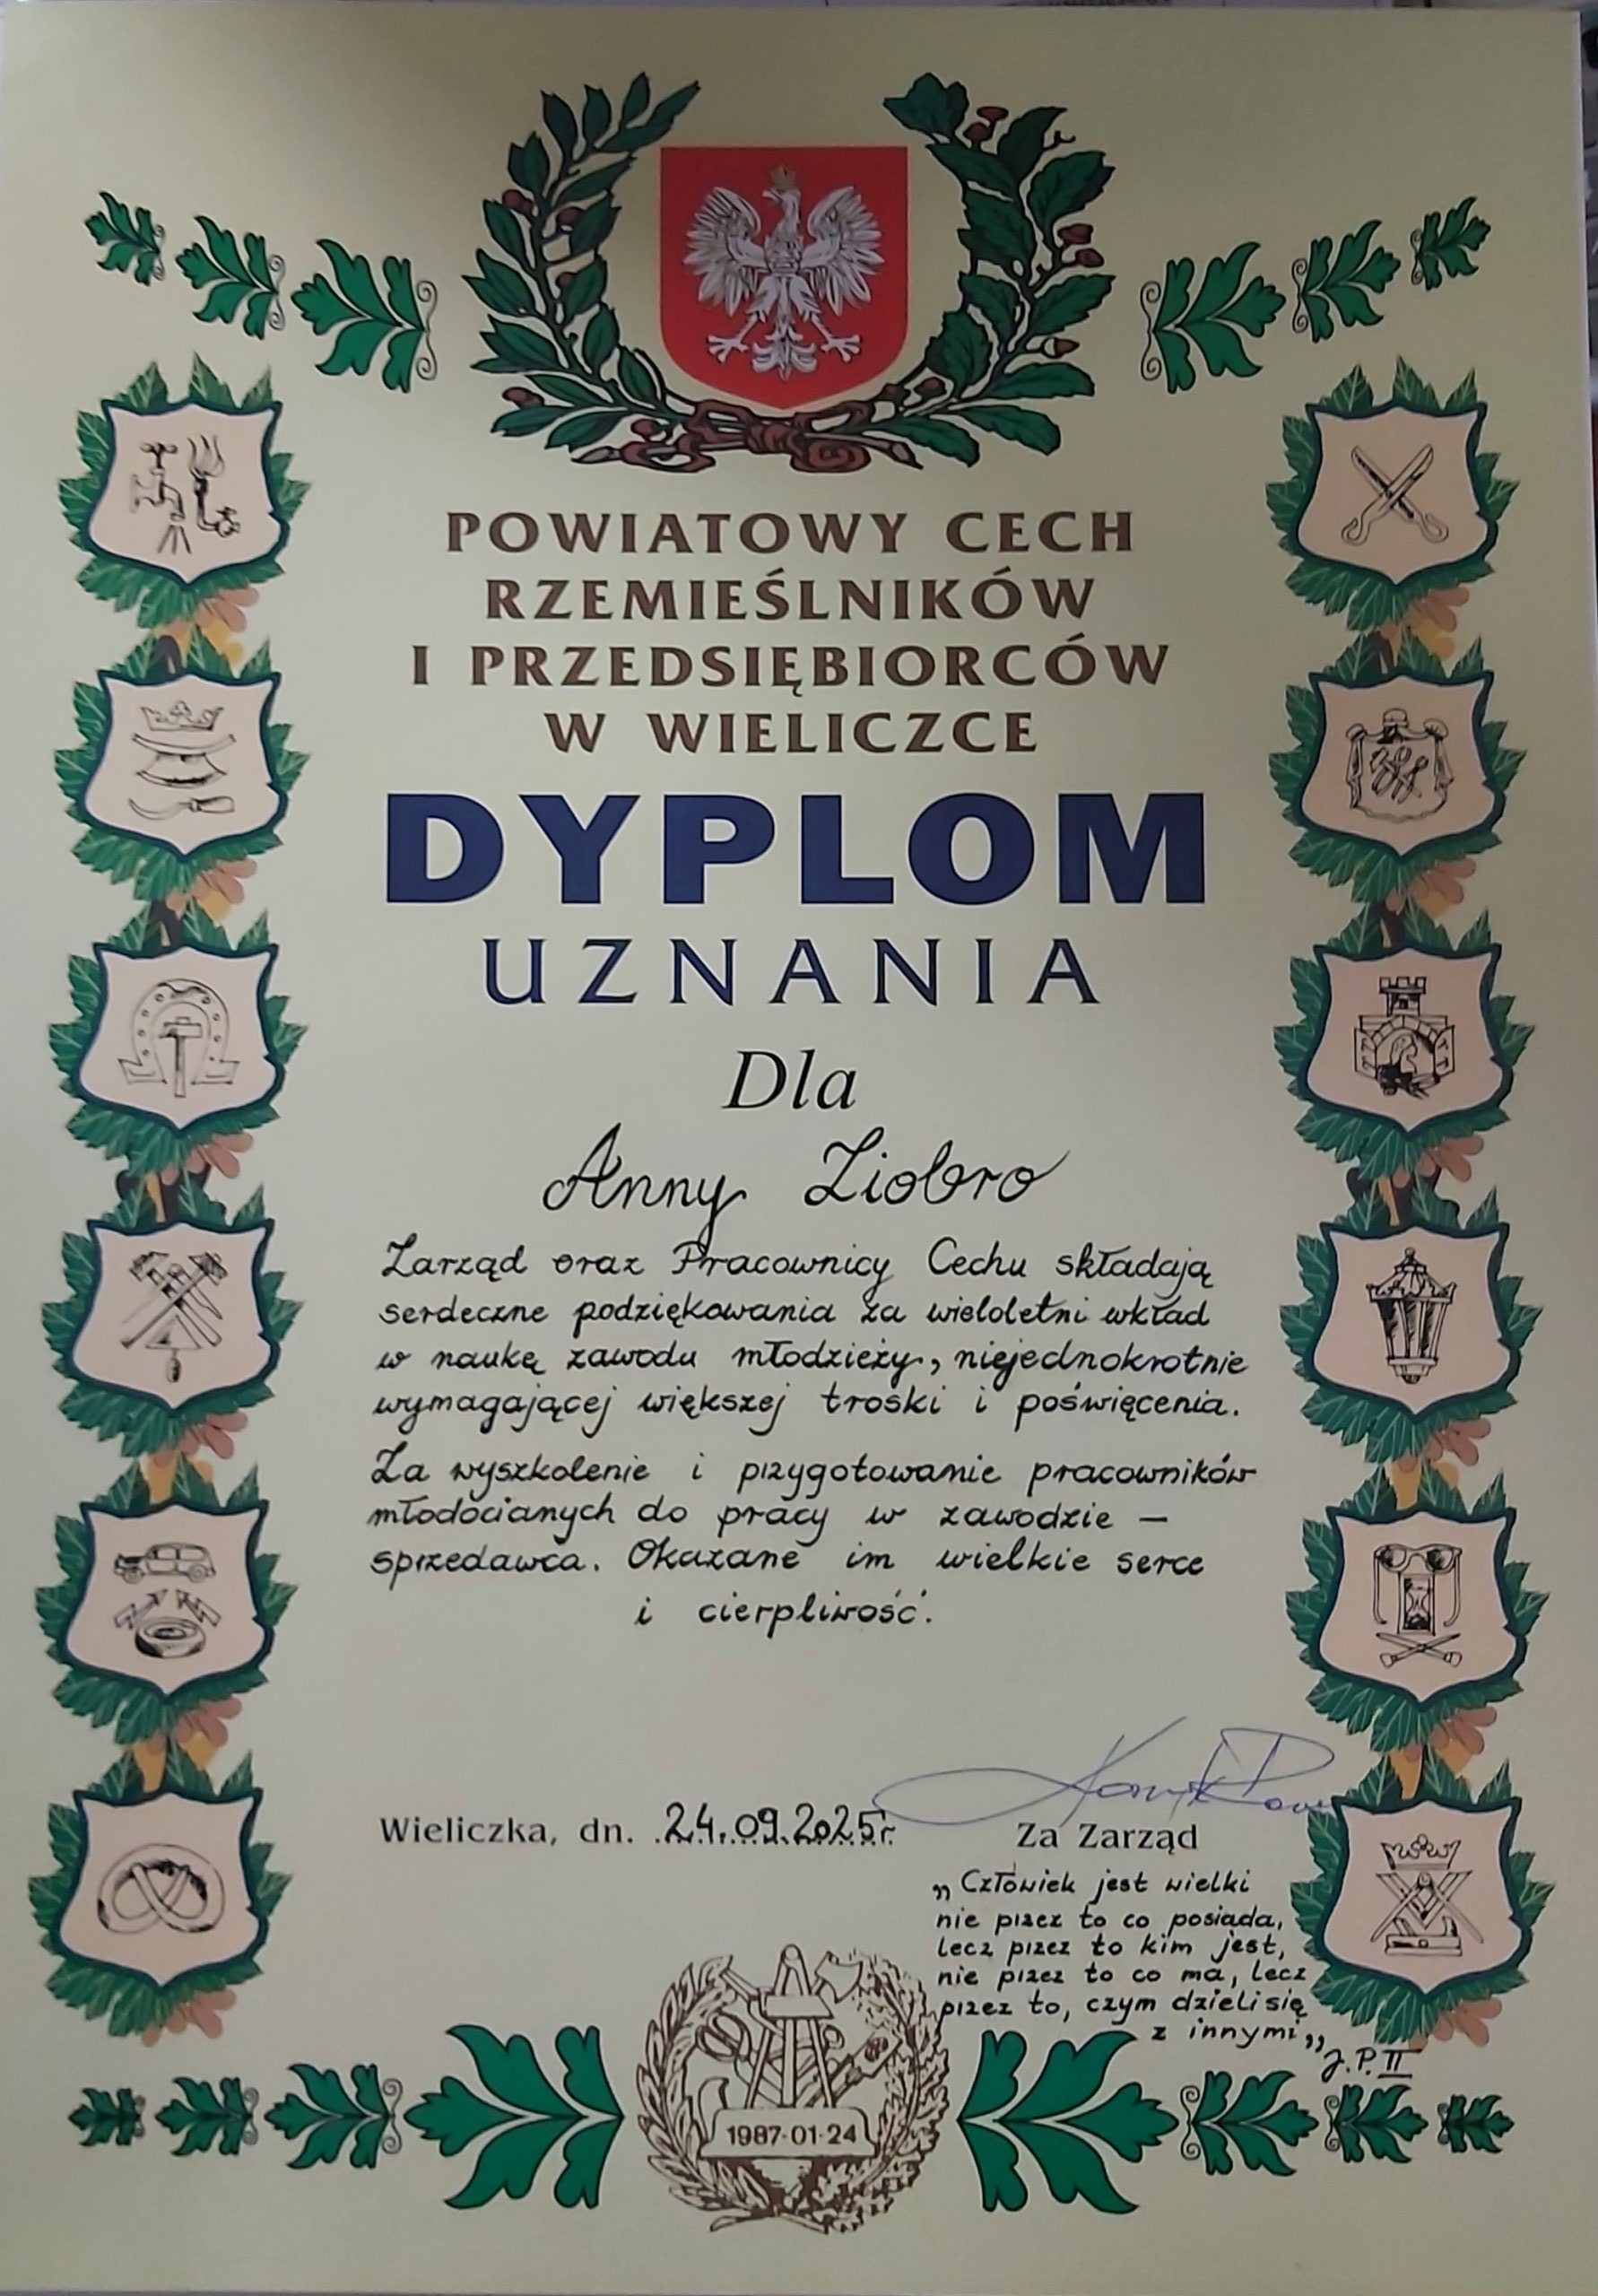 POWIATOWY CECH
RZEMIEŚLNIKÓW
I PRZEDSIĘBIORCÓW
W WIELICZCE
DYPLOM
UZNANIA
Dla
Anny Ziobro
Zarząd oraz Pracownicy Cechu składają
serdeczne podziękowania za wieloletni wkład
w naukę zawodu młodzieży, niejednokrotnie
wymagającej większej troski i poświęcenia.
Za wyszkolenie i przygotowanie pracowników
młodocianych do pracy w zawodzie –
sprzedawca. Okazane im wielkie serce
i cierpliwość.
Wieliczka, dn. 24.09.2025r.
Za Zarząd
„Człowiek jest wielki
nie przez to co posiada,
lecz przez to kim jest,
nie przez to co ma, lecz
przez to, czym dzieli się
z innymi„
J.P. II
1987-01-24